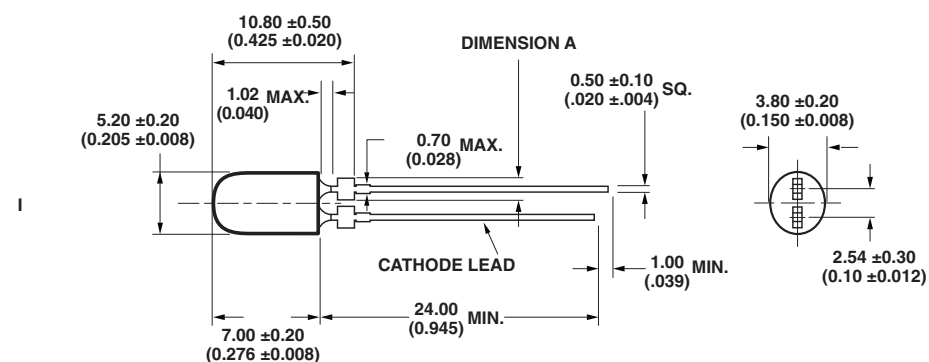 10.80 ±0.50
(0.425 ±0.020)
DIMENSION A
0.50 ±0.10 SQ.
(.020 ±.004)
1.02 MAX.
(0.040)
3.80 ±0.20
(0.150 ±0.008)
5.20 ±0.20
(0.205 ±0.008)
0.70 MAX.
(0.028)
I
CATHODE LEAD
1.00 MIN.
(.039)
2.54 ±0.30
(0.10 ±0.012)
24.00 MIN.
(0.945)
7.00 ±0.20
(0.276 ±0.008)